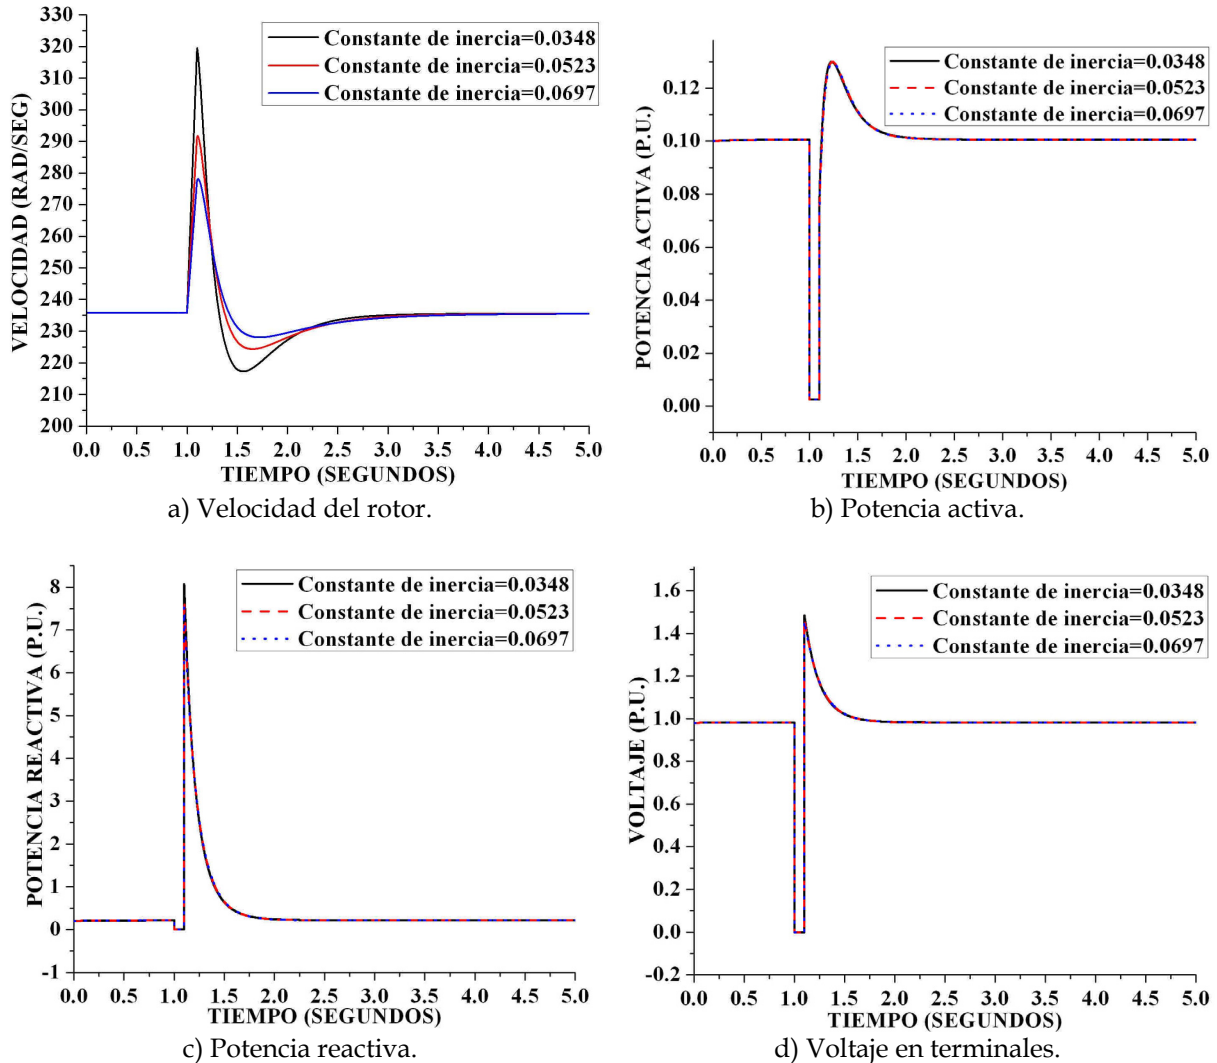 330
320
310
300
290
280
270
260
250
240
230
220
210
200
VELOCIDAD (RAD/SEG)
Constante de inercia=0.0348
Constante de inercia=0.0523
Constante de inercia=0.0697
0.0 0.5 1.0 1.5 2.0 2.5 3.0 3.5 4.0 4.5 5.0
TIEMPO (SEGUNDOS)
a) Velocidad del rotor.
0.12
0.10
0.08
0.06
0.04
0.02
0.00
POTENCIA ACTIVA (P.U.)
Constante de inercia=0.0348
Constante de inercia=0.0523
Constante de inercia=0.0697
0.0 0.5 1.0 1.5 2.0 2.5 3.0 3.5 4.0 4.5 5.0
TIEMPO (SEGUNDOS)
b) Potencia activa.
8
7
6
5
4
3
2
1
0
-1
POTENCIA REACTIVA (P.U.)
Constante de inercia=0.0348
Constante de inercia=0.0523
Constante de inercia=0.0697
0.0 0.5 1.0 1.5 2.0 2.5 3.0 3.5 4.0 4.5 5.0
TIEMPO (SEGUNDOS)
c) Potencia reactiva.
1.6
1.4
1.2
1.0
0.8
0.6
0.4
0.2
0.0
-0.2
VOLTAJE (P.U.)
Constante de inercia=0.0348
Constante de inercia=0.0523
Constante de inercia=0.0697
0.0 0.5 1.0 1.5 2.0 2.5 3.0 3.5 4.0 4.5 5.0
TIEMPO (SEGUNDOS)
d) Voltaje en terminales.